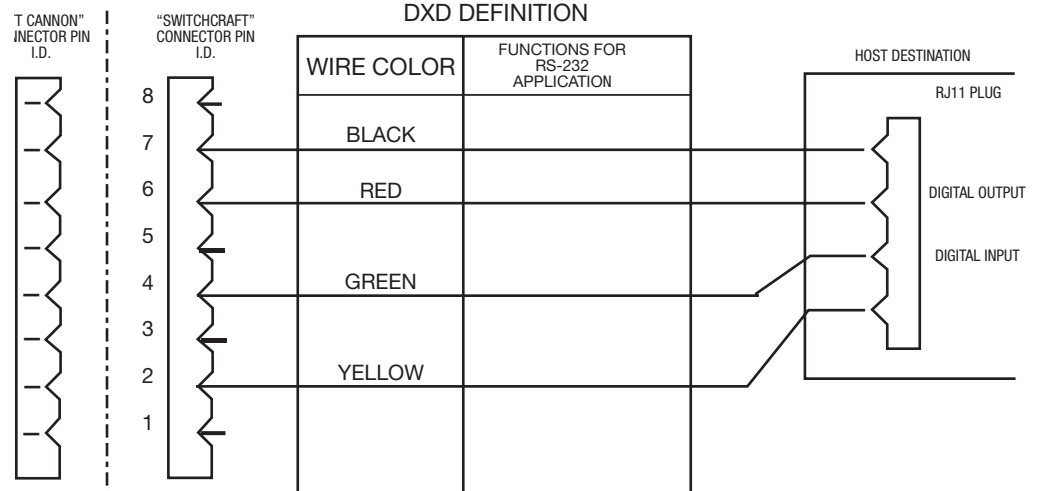 DXD DEFINITION
T CANNON"
NNECTOR PIN
I.D.
"SWITCHCRAFT"
CONNECTOR PIN
I.D.
WIRE COLOR
FUNCTIONS FOR
RS-232
APPLICATION
HOST DESTINATION
RJ11 PLUG
8
7
BLACK
6
RED
DIGITAL OUTPUT
5
DIGITAL INPUT
4
GREEN
3
2
YELLOW
1